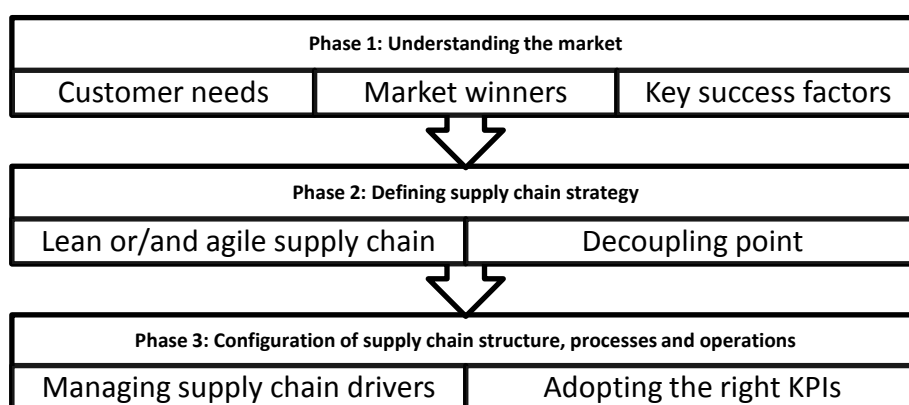 Phase 1: Understanding the market
Customer needs
Market winners
Key success factors
Phase 2: Defining supply chain strategy
Lean or/and agile supply chain
Decoupling point
Phase 3: Configuration of supply chain structure, processes and operations
Managing supply chain drivers
Adopting the right KPIs